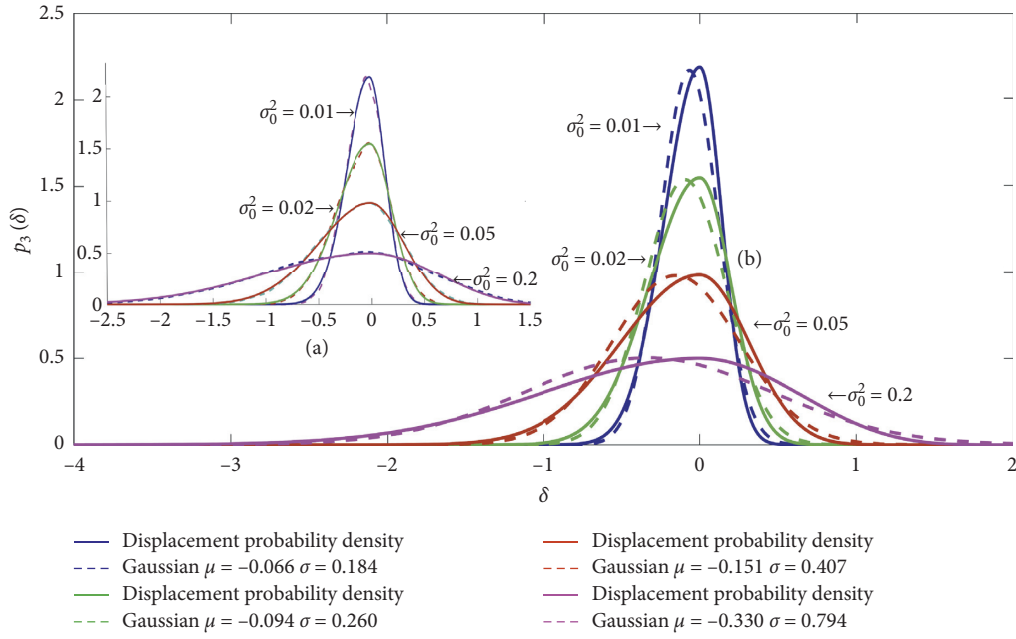 2.5
2
1.5
1
0.5
0
p₃ (δ)
–4
–3
–2
–1
0
1
2
δ
2
1.5
1
0.5
0
–2.5
–2
–1.5
–1
–0.5
0
0.5
1
1.5
(a)
σ₀² = 0.01→
σ₀² = 0.02→
←σ₀² = 0.05
←σ₀² = 0.2
σ₀² = 0.01→
σ₀² = 0.02→
(b)
←σ₀² = 0.05
←σ₀² = 0.2
Displacement probability density
Gaussian μ = –0.066 σ = 0.184
Displacement probability density
Gaussian μ = –0.094 σ = 0.260
Displacement probability density
Gaussian μ = –0.151 σ = 0.407
Displacement probability density
Gaussian μ = –0.330 σ = 0.794